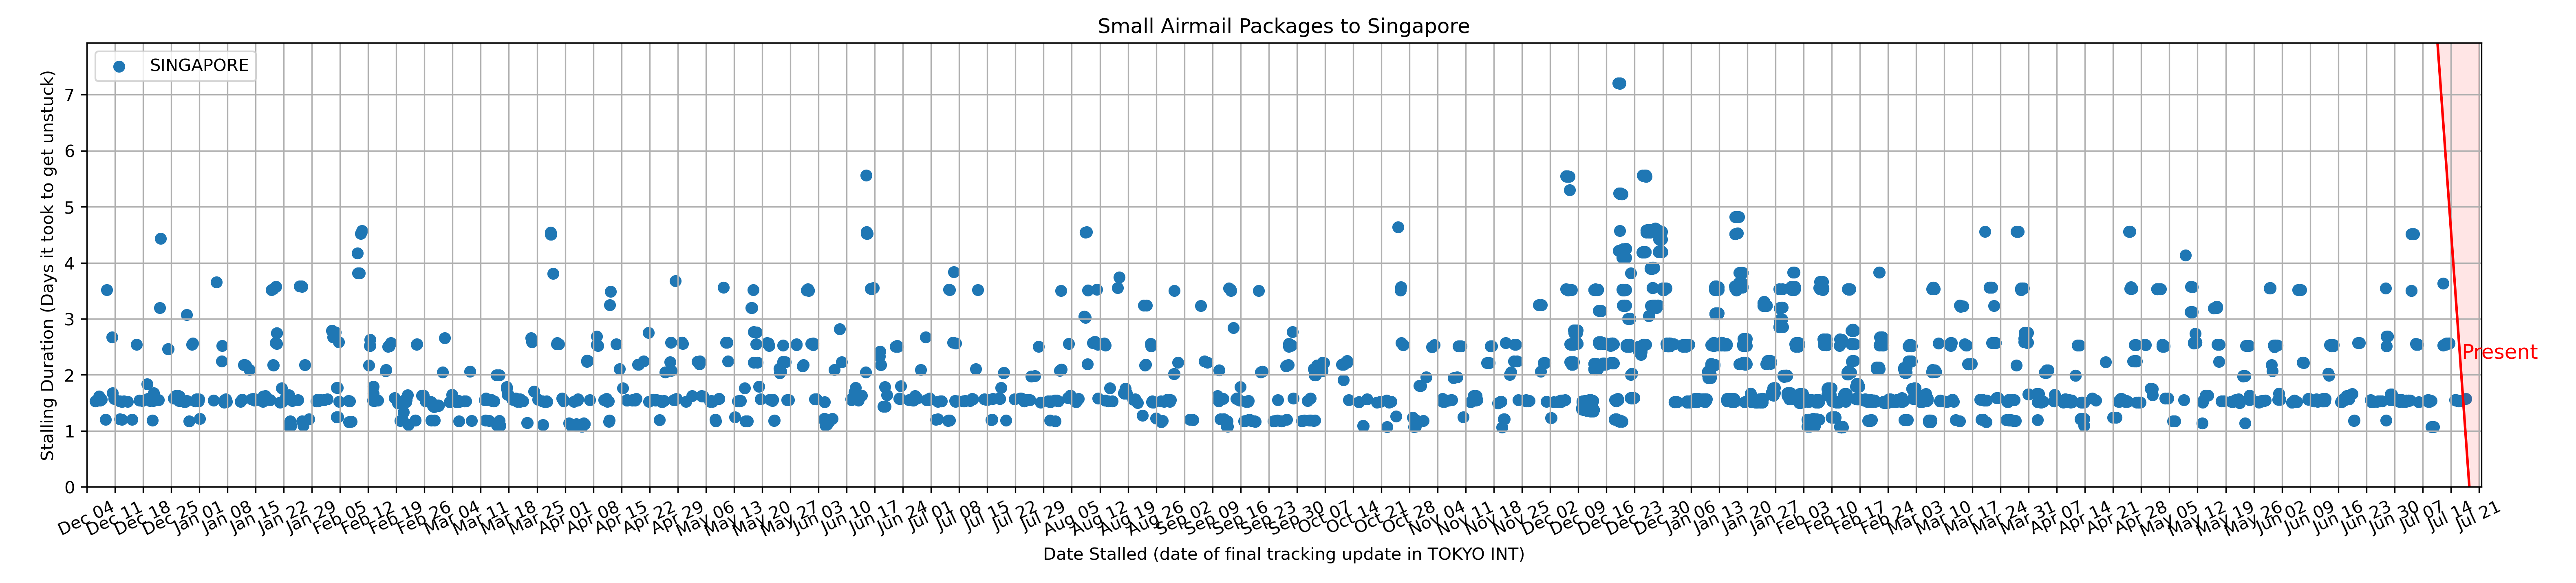 Small Airmail Packages to Singapore
SINGAPORE
Stalling Duration (Days it took to get unstuck)
7
6
5
4
3
2
1
0
Present
Dec 04
Dec 11
Dec 18
Dec 25
Jan 01
Jan 08
Jan 15
Jan 22
Jan 29
Feb 05
Feb 12
Feb 19
Feb 26
Mar 04
Mar 11
Mar 18
Mar 25
Apr 01
Apr 08
Apr 15
Apr 22
Apr 29
May 06
May 13
May 20
May 27
Jun 03
Jun 10
Jun 17
Jun 24
Jul 01
Jul 08
Jul 15
Jul 22
Jul 29
Aug 05
Aug 12
Aug 19
Aug 26
Sep 02
Sep 09
Sep 16
Sep 23
Sep 30
Oct 07
Oct 14
Oct 21
Oct 28
Nov 04
Nov 11
Nov 18
Nov 25
Dec 02
Dec 09
Dec 16
Dec 23
Dec 30
Jan 06
Jan 13
Jan 20
Jan 27
Feb 03
Feb 10
Feb 17
Feb 24
Mar 03
Mar 10
Mar 17
Mar 24
Mar 31
Apr 07
Apr 14
Apr 21
Apr 28
May 05
May 12
May 19
May 26
Jun 02
Jun 09
Jun 16
Jun 23
Jun 30
Jul 07
Jul 14
Jul 21
Date Stalled (date of final tracking update in TOKYO INT)